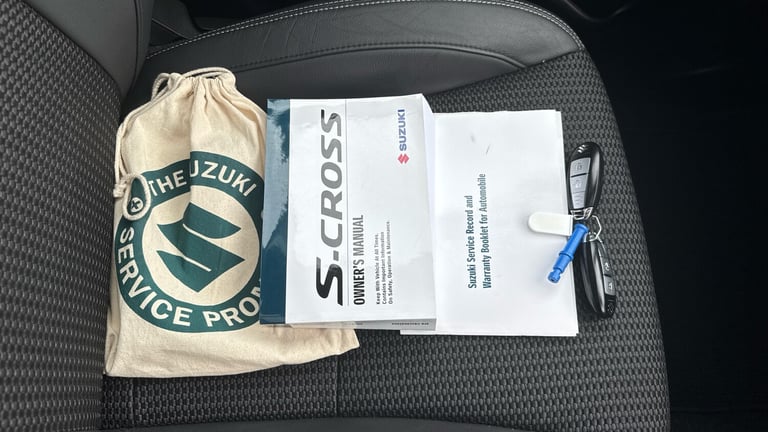 THE SUZUKI
SERVICE PROM
S-CROSS
OWNER'S MANUAL
Keep With Vehicle At All Times.
Contains Important Information
On Safety, Operation & Maintenance.
SUZUKI
Suzuki Service Record and
Warranty Booklet for Automobile